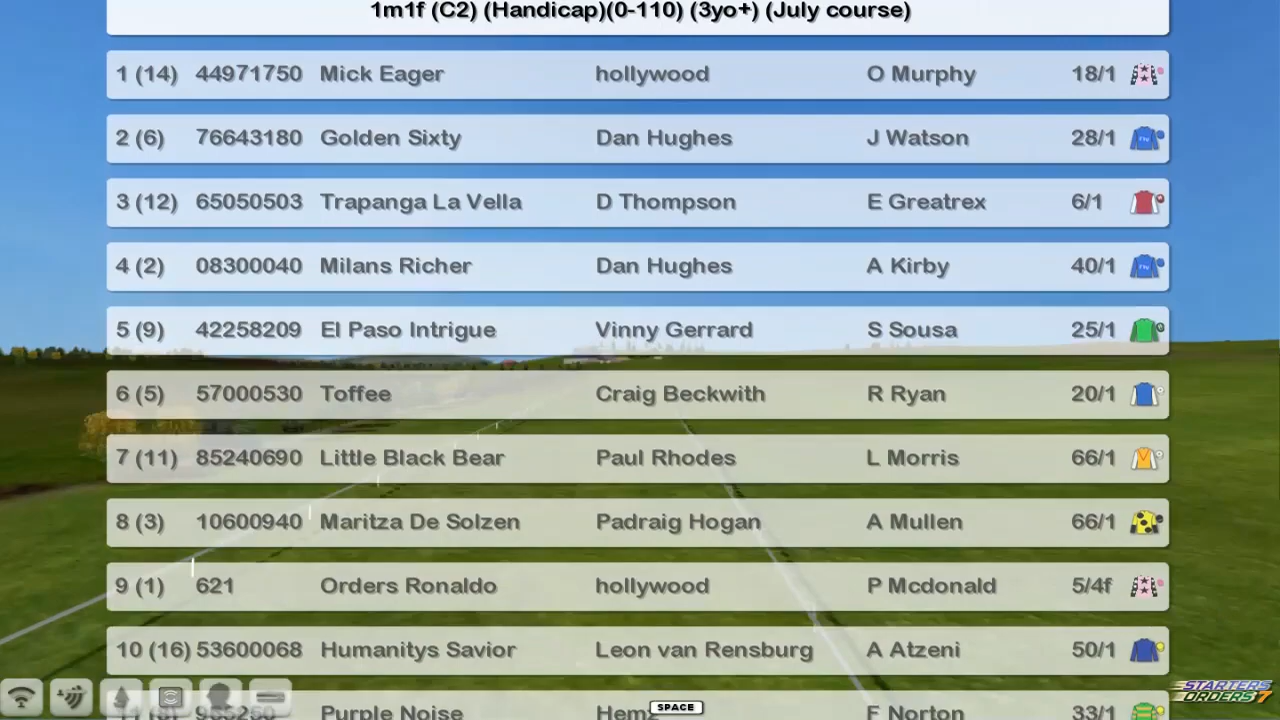 1m1f (C2) (Handicap)(0-110) (3yo+) (July course)
1 (14) 44971750 Mick Eager hollywood O Murphy 18/1
2 (6) 76643180 Golden Sixty Dan Hughes J Watson 28/1
3 (12) 65050503 Trapanga La Vella D Thompson E Greatrex 6/1
4 (2) 08300040 Milans Richer Dan Hughes A Kirby 40/1
5 (9) 42258209 El Paso Intrigue Vinny Gerrard S Sousa 25/1
6 (5) 57000530 Toffee Craig Beckwith R Ryan 20/1
7 (11) 85240690 Little Black Bear Paul Rhodes L Morris 66/1
8 (3) 10600940 Maritza De Solzen Padraig Hogan A Mullen 66/1
9 (1) 621 Orders Ronaldo hollywood P Mcdonald 5/4f
10 (16) 53600068 Humanitys Savior Leon van Rensburg A Atzeni 50/1
Purple Noise F Norton 33/1
SPACE
STARTERS
ORDERS 7